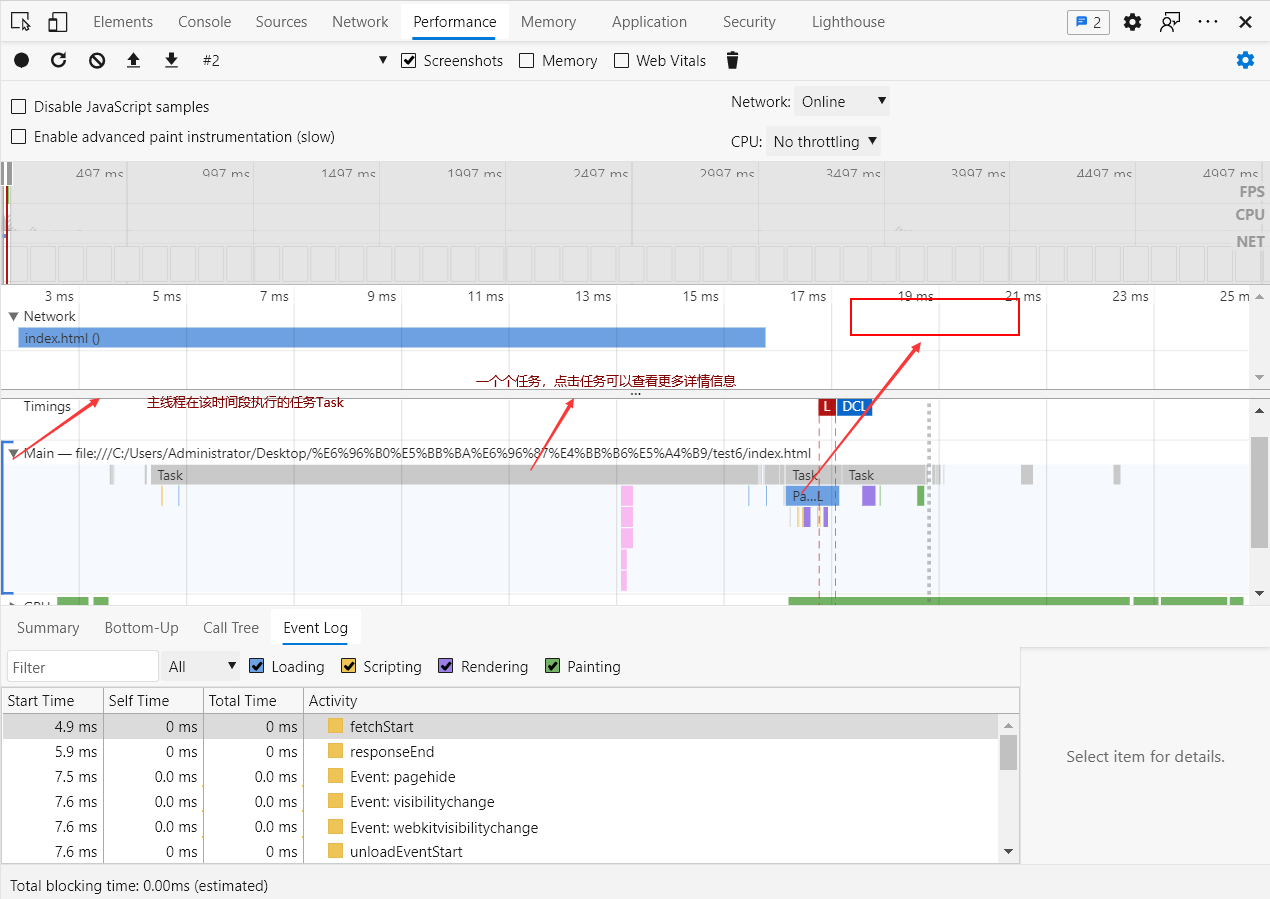 Elements Console Sources Network Performance Memory Application Security Lighthouse 2
#2 Screenshots Memory Web Vitals
Disable JavaScript samples
Network: Online
Enable advanced paint instrumentation (slow)
CPU: No throttling
497 ms 997 ms 1497 ms 1997 ms 2497 ms 2997 ms 3497 ms 3997 ms 4497 ms 4997 ms
FPS
CPU
NET
3 ms 5 ms 7 ms 9 ms 11 ms 13 ms 15 ms 17 ms 19 ms 21 ms 23 ms 25 m
Network
index.html ()
一个个任务，点击任务可以查看更多详情信息
主线程在该时间段执行的任务Task
Timings L DCL
Main — file:///C:/Users/Administrator/Desktop/%E6%96%B0%E5%BB%BA%E6%96%87%E4%BB%B6%E5%A4%B9/test6/index.html
Task Task Task
Pa...L
GPU
Summary Bottom-Up Call Tree Event Log
Filter All Loading Scripting Rendering Painting
Start Time Self Time Total Time Activity
4.9 ms 0 ms 0 ms fetchStart
5.9 ms 0 ms 0 ms responseEnd
7.5 ms 0.0 ms 0.0 ms Event: pagehide
7.6 ms 0.0 ms 0.0 ms Event: visibilitychange
7.6 ms 0.0 ms 0.0 ms Event: webkitvisibilitychange
7.6 ms 0 ms 0 ms unloadEventStart
Select item for details.
Total blocking time: 0.00ms (estimated)